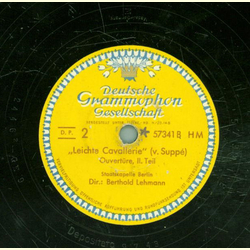 Deutsche
Grammophon
Gesellschaft
D. F. 2 ★ 57341 B HM
„Leichte Cavallerie" (v. Suppé)
Ouvertüre, II. Teil
Staatskapelle Berlin
Dir.: Berthold Lehmann